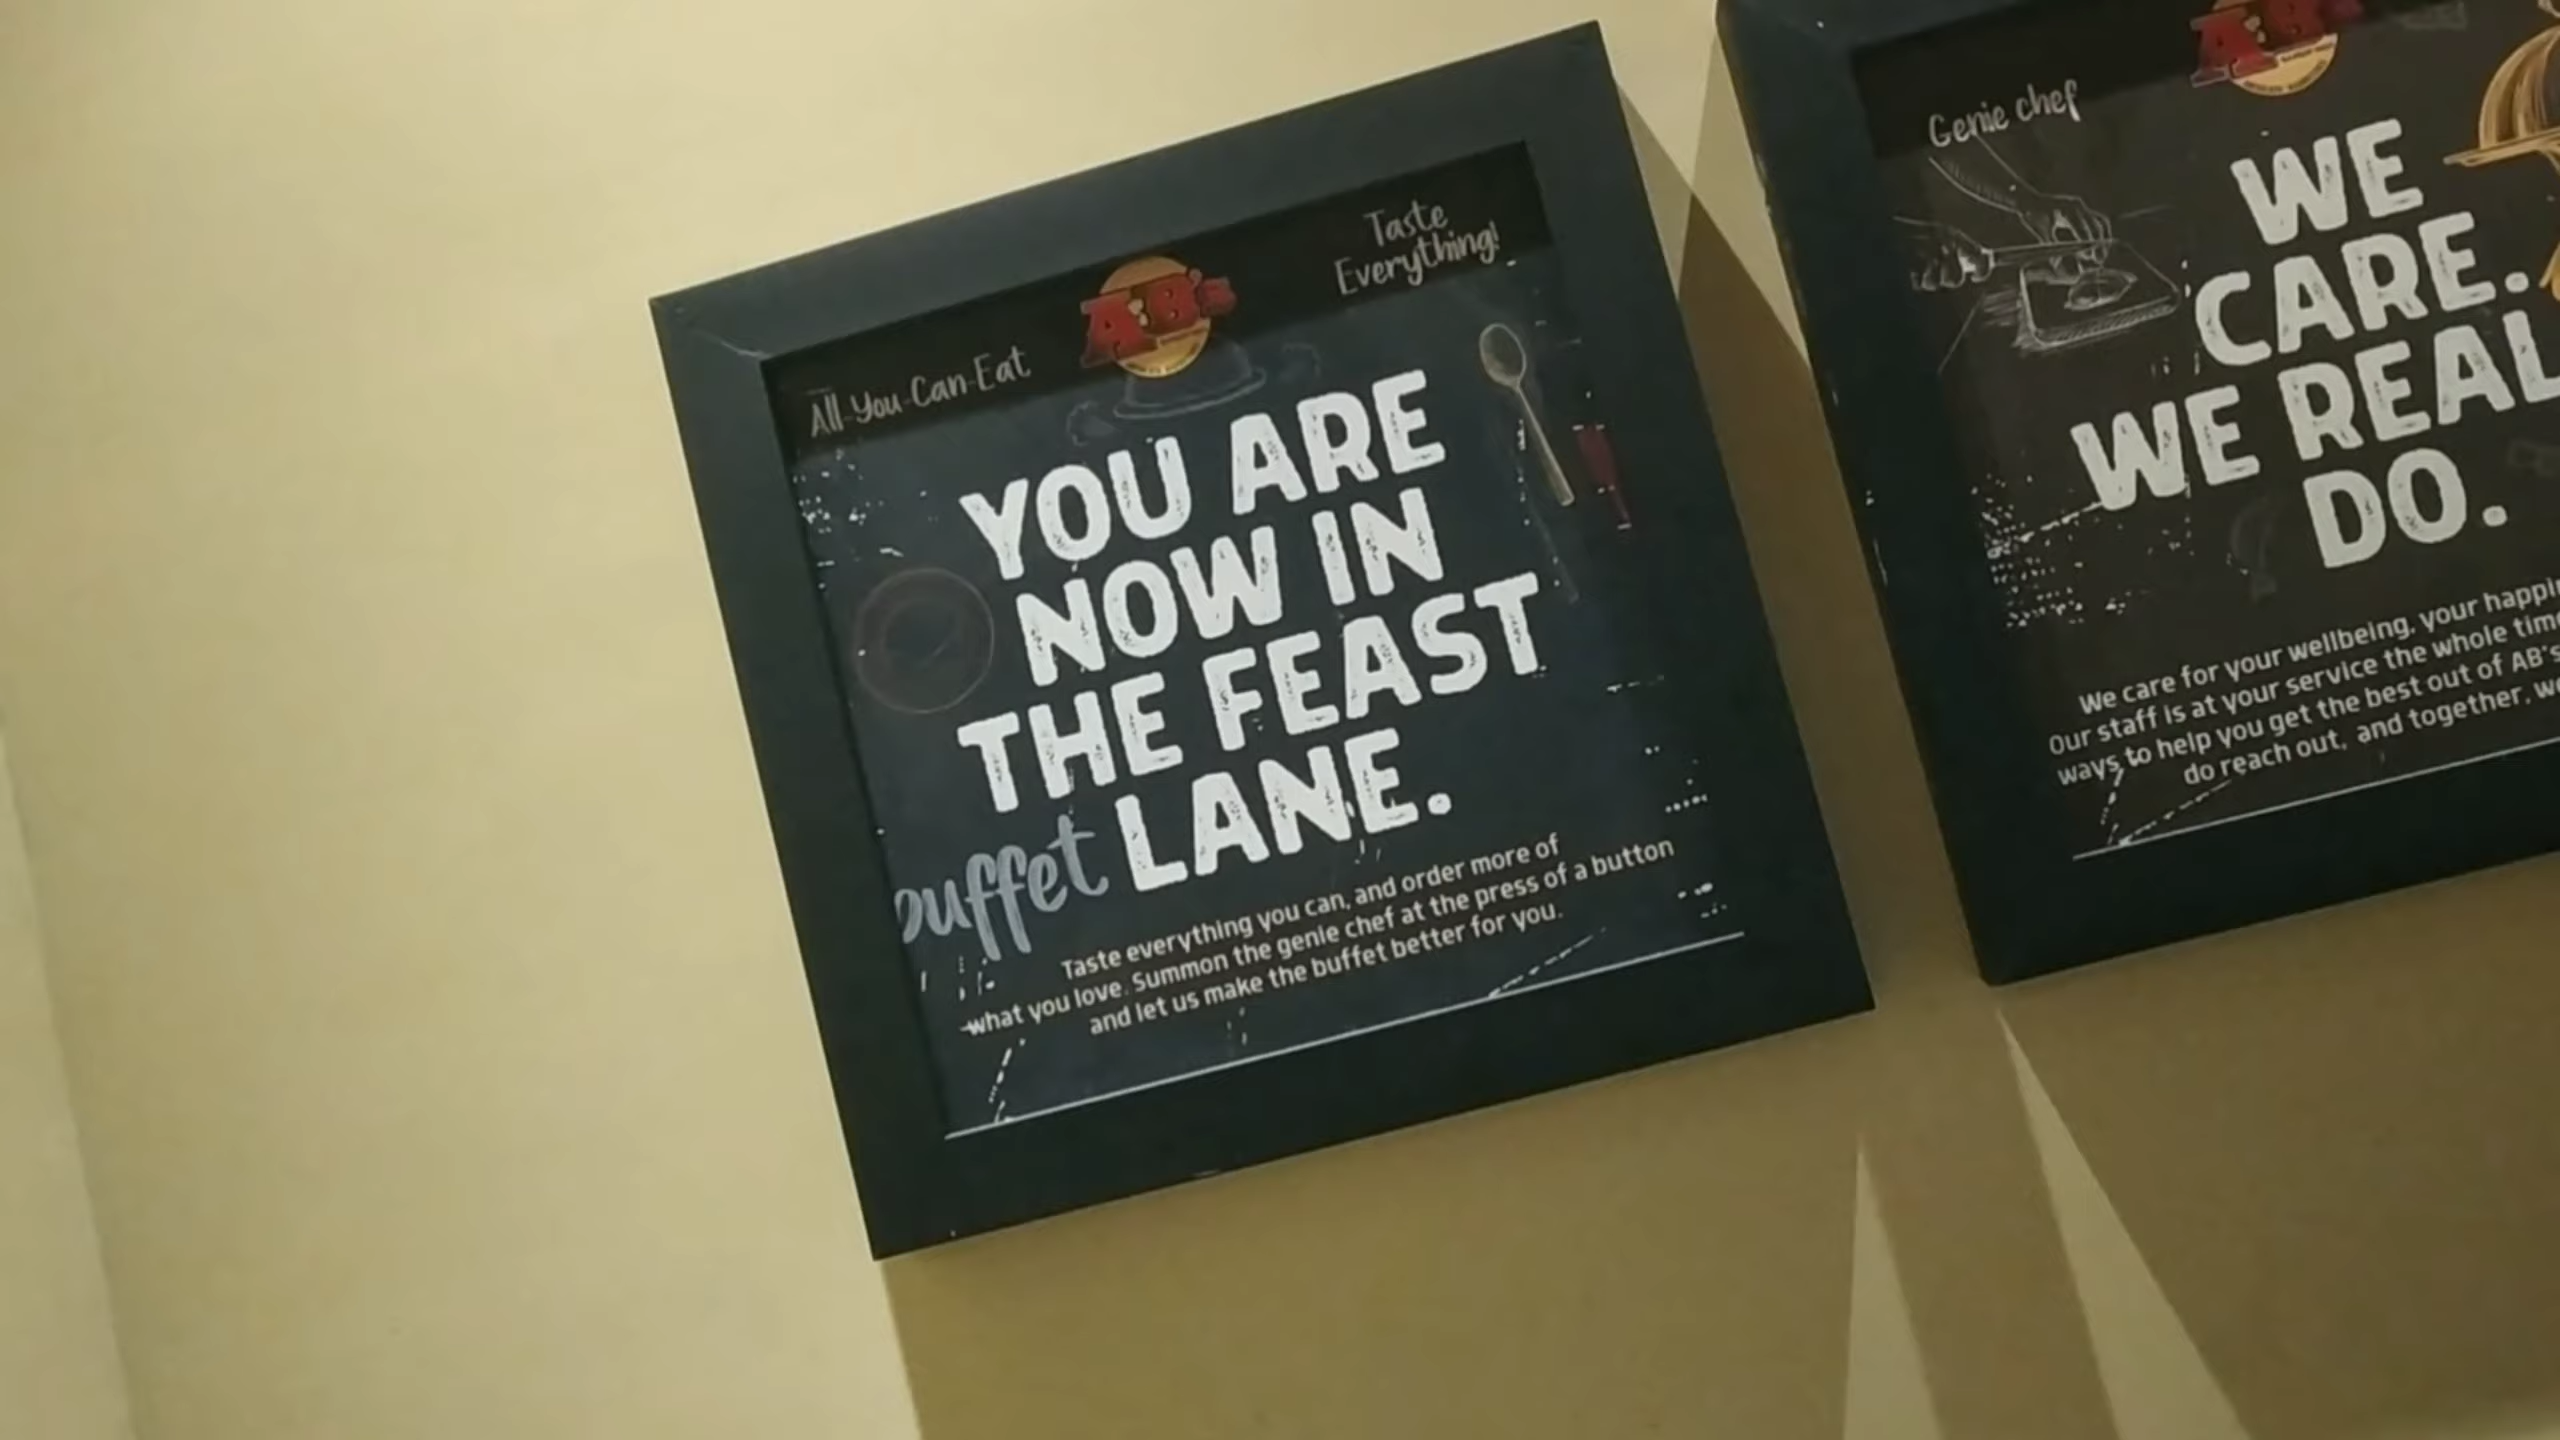 All-You-Can-Eat
AB's
Taste
Everything!
YOU ARE
NOW IN
THE FEAST
LANE.
buffet
Taste everything you can, and order more of
what you love. Summon the genie chef at the press of a button
and let us make the buffet better for you.
Genie chef
AB's
WE
CARE.
WE REAL
DO.
We care for your wellbeing, your happi
Our staff is at your service the whole time
ways to help you get the best out of AB's
do reach out, and together, we